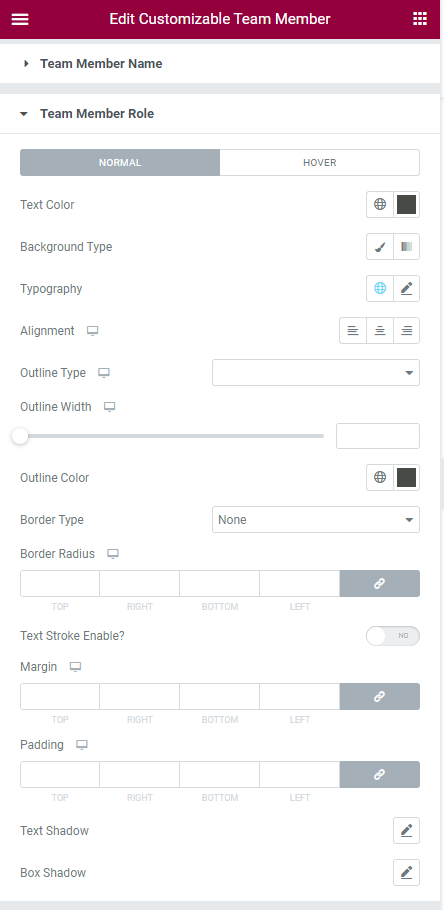 Edit Customizable Team Member
Team Member Name
Team Member Role
NORMAL HOVER
Text Color
Background Type
Typography
Alignment
Outline Type
Outline Width
Outline Color
Border Type None
Border Radius
TOP RIGHT BOTTOM LEFT
Text Stroke Enable? NO
Margin
TOP RIGHT BOTTOM LEFT
Padding
TOP RIGHT BOTTOM LEFT
Text Shadow
Box Shadow